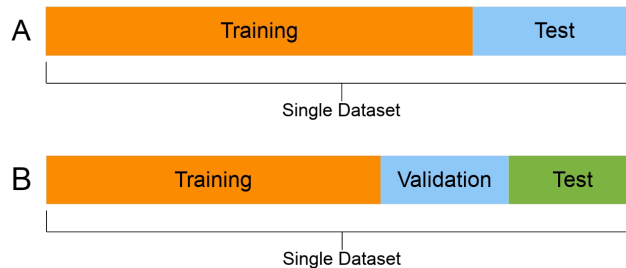 A Training Test
Single Dataset
B Training Validation Test
Single Dataset